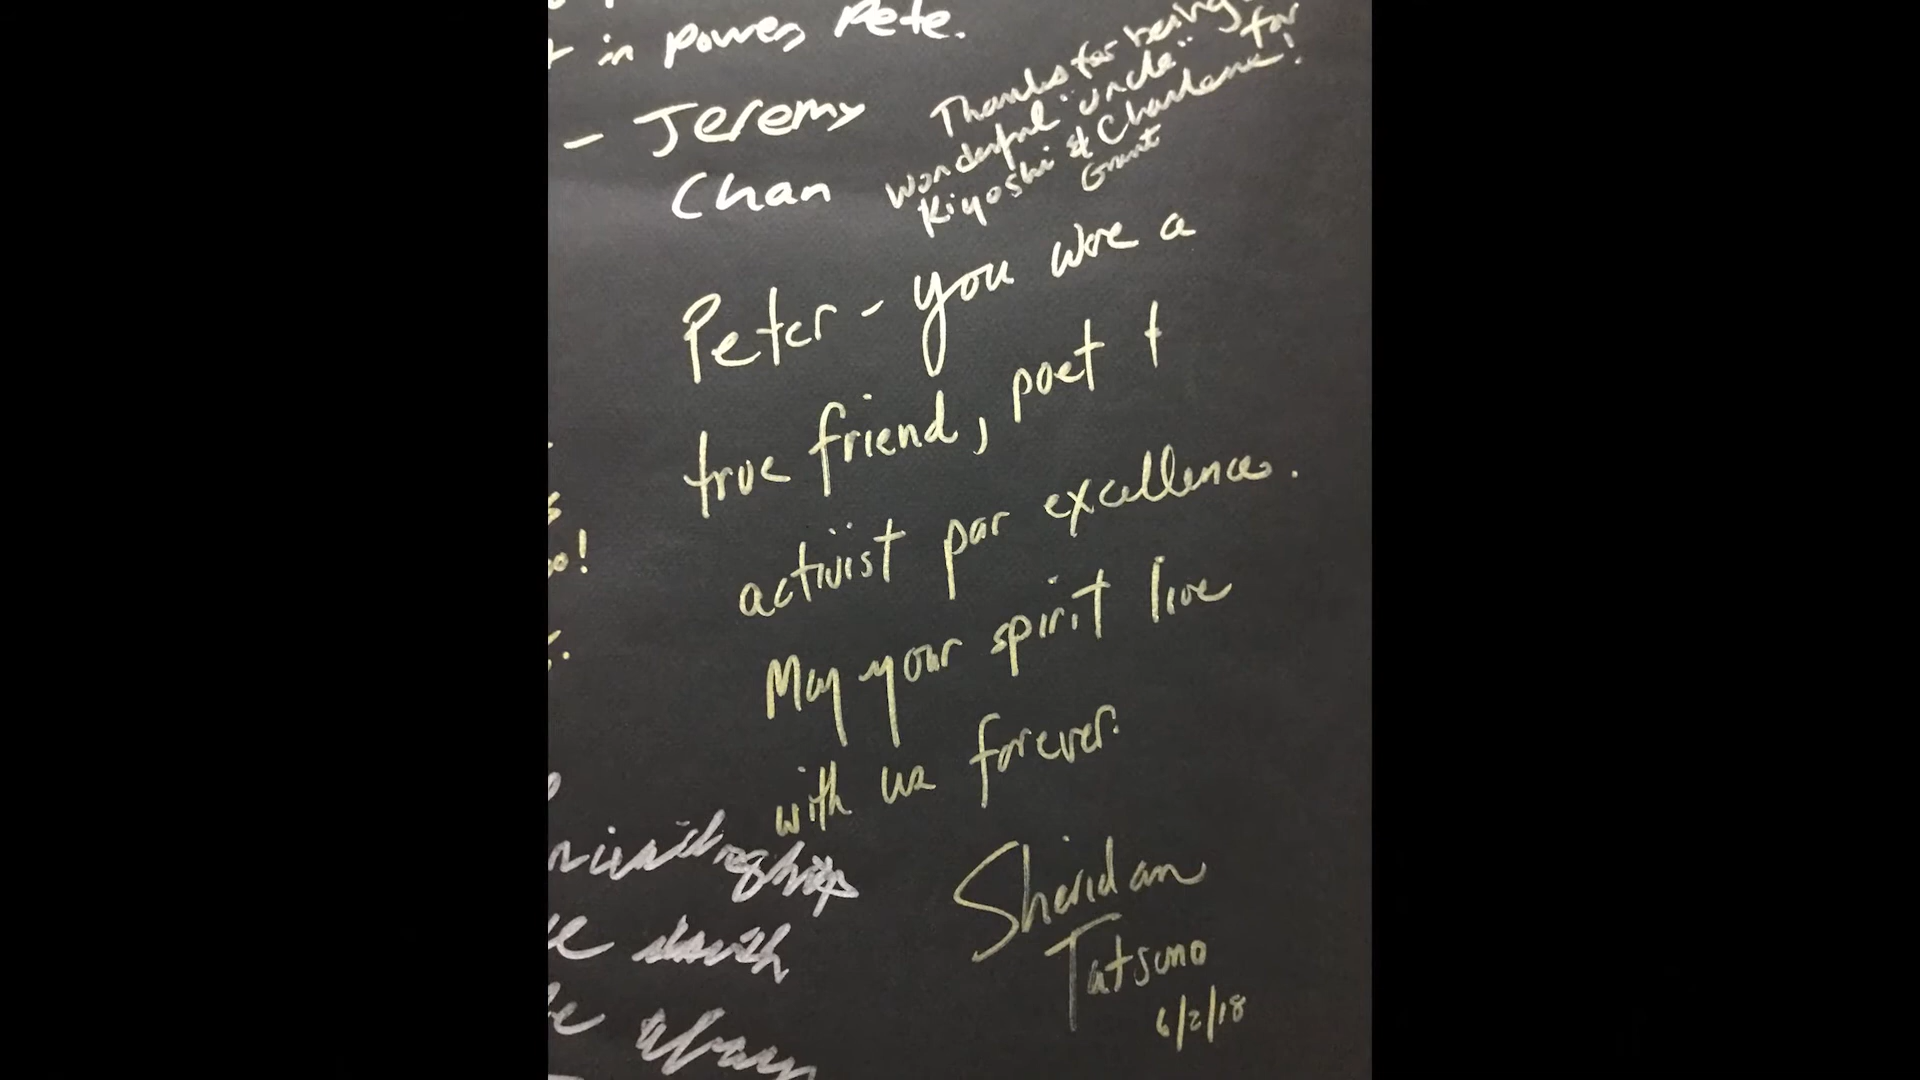 in power, Pete.
- Jeremy
Chan
Thanks for being
wonderful "uncle" for
Kiyoshi & Charlene!
Grant
Peter - you were a
true friend, poet +
activist par excellence.
May your spirit live
with us forever.
Sheridan
Tatsuno
6/2/18